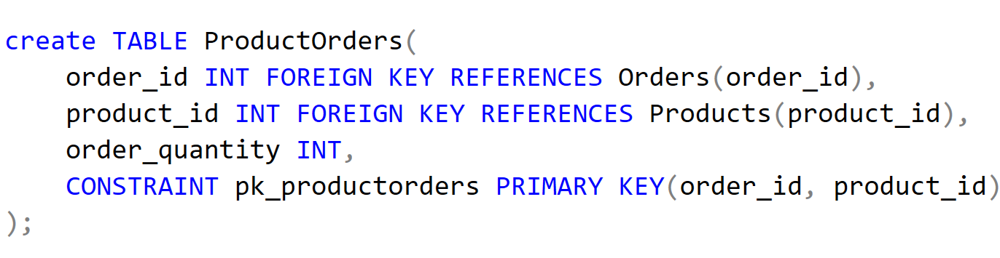 create TABLE ProductOrders(
    order_id INT FOREIGN KEY REFERENCES Orders(order_id),
    product_id INT FOREIGN KEY REFERENCES Products(product_id),
    order_quantity INT,
    CONSTRAINT pk_productorders PRIMARY KEY(order_id, product_id)
);